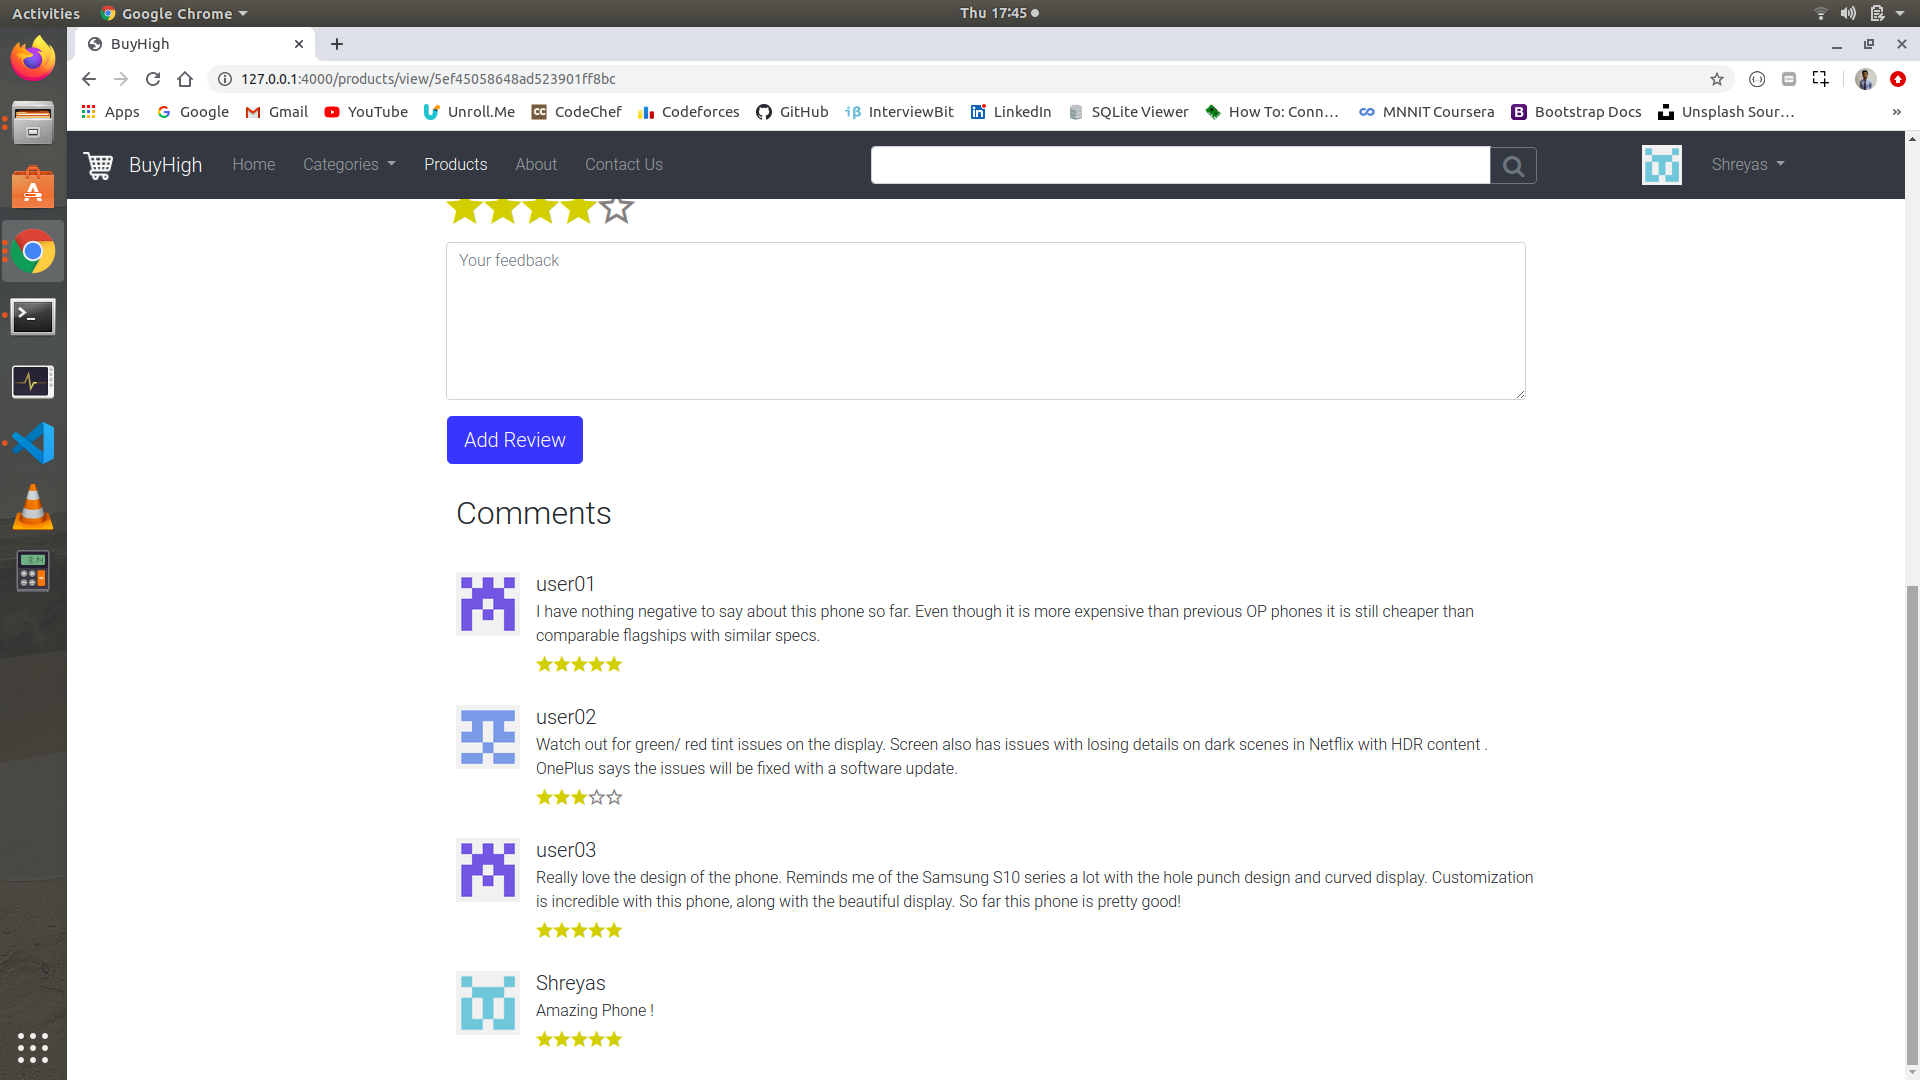 Activities Google Chrome Thu 17:45
BuyHigh
127.0.0.1:4000/products/view/5ef45058648ad523901ff8bc
Apps Google Gmail YouTube Unroll.Me CodeChef Codeforces GitHub InterviewBit LinkedIn SQLite Viewer How To: Conn… MNNIT Coursera Bootstrap Docs Unsplash Sour… »
BuyHigh Home Categories Products About Contact Us Shreyas
Your feedback
Add Review
Comments
user01
I have nothing negative to say about this phone so far. Even though it is more expensive than previous OP phones it is still cheaper than
comparable flagships with similar specs.
user02
Watch out for green/ red tint issues on the display. Screen also has issues with losing details on dark scenes in Netflix with HDR content .
OnePlus says the issues will be fixed with a software update.
user03
Really love the design of the phone. Reminds me of the Samsung S10 series a lot with the hole punch design and curved display. Customization
is incredible with this phone, along with the beautiful display. So far this phone is pretty good!
Shreyas
Amazing Phone !